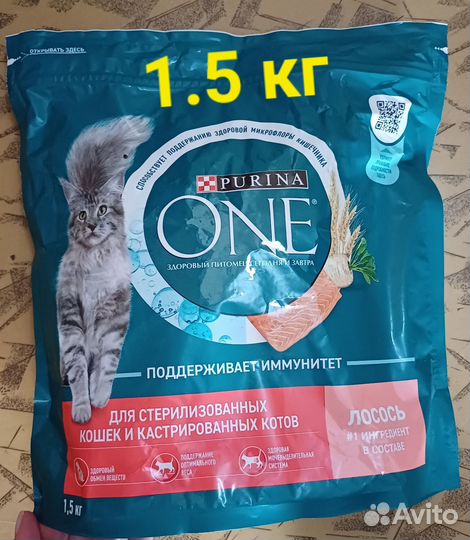 ОТКРЫВАТЬ ЗДЕСЬ
1.5 кг
СПОСОБСТВУЕТ ПОДДЕРЖАНИЮ ЗДОРОВОЙ МИКРОФЛОРЫ КИШЕЧНИКА
PURINA
ONE®
ЗДОРОВЫЙ ПИТОМЕЦ СЕГОДНЯ И ЗАВТРА
ПОДДЕРЖИВАЕТ ИММУНИТЕТ
ДЛЯ СТЕРИЛИЗОВАННЫХ
КОШЕК И КАСТРИРОВАННЫХ КОТОВ
ЛОСОСЬ
#1 ИНГРЕДИЕНТ
В СОСТАВЕ
ЗДОРОВЫЙ
ОБМЕН ВЕЩЕСТВ
ПОДДЕРЖАНИЕ
ОПТИМАЛЬНОГО
ВЕСА
ЗДОРОВАЯ
МОЧЕВЫДЕЛИТЕЛЬНАЯ
СИСТЕМА
1,5 кг
Avito